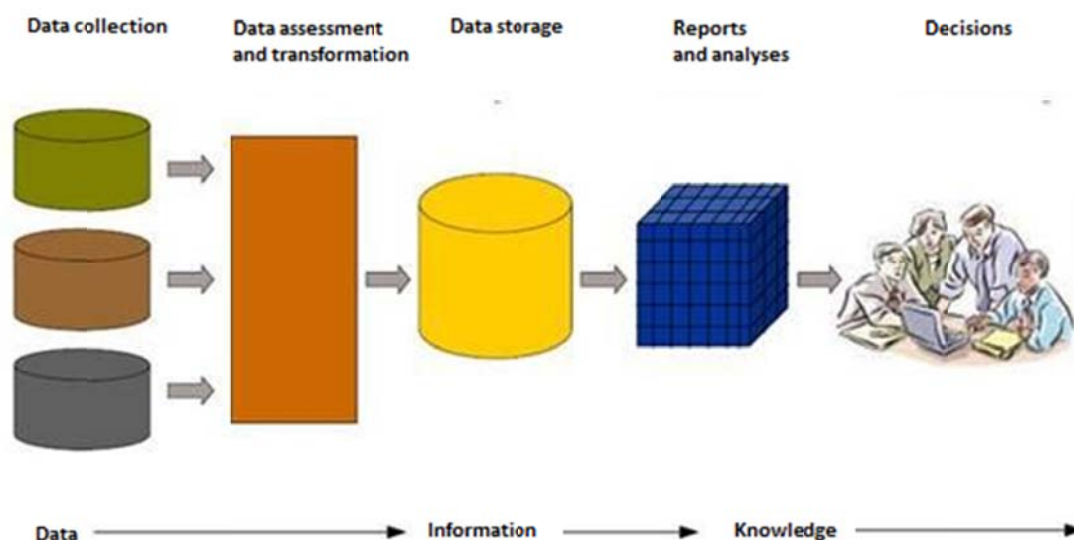 Data collection
Data assessment
and transformation
Data storage
Reports
and analyses
Decisions
Data
Information
Knowledge